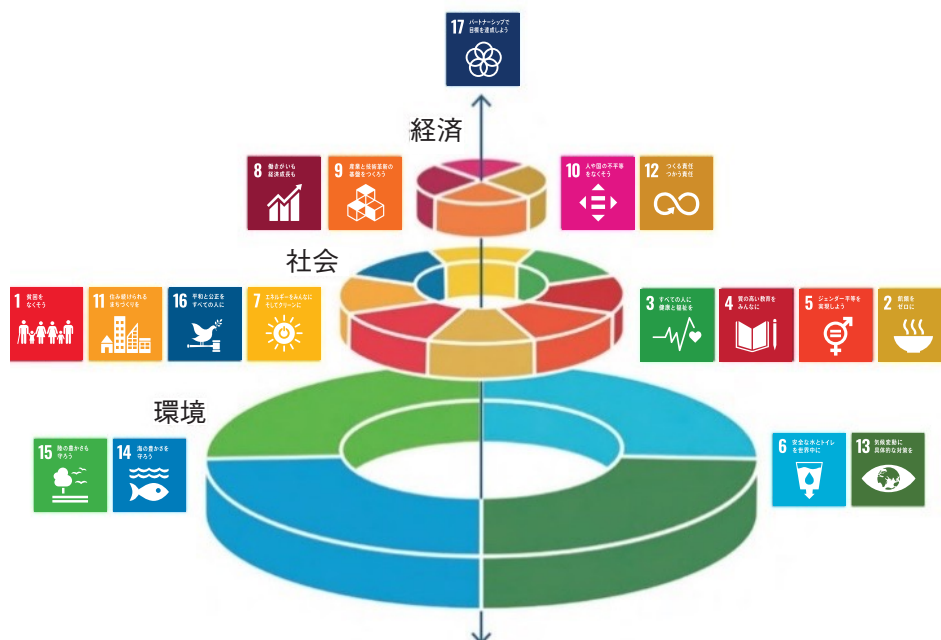 17 パートナーシップで
目標を達成しよう
経済
8 働きがいも
経済成長も
9 産業と技術革新の
基盤をつくろう
10 人や国の不平等
をなくそう
12 つくる責任
つかう責任
社会
1 貧困を
なくそう
11 住み続けられる
まちづくりを
16 平和と公正を
すべての人に
7 エネルギーをみんなに
そしてクリーンに
3 すべての人に
健康と福祉を
4 質の高い教育を
みんなに
5 ジェンダー平等を
実現しよう
2 飢餓を
ゼロに
環境
15 陸の豊かさも
守ろう
14 海の豊かさを
守ろう
6 安全な水とトイレ
を世界中に
13 気候変動に
具体的な対策を